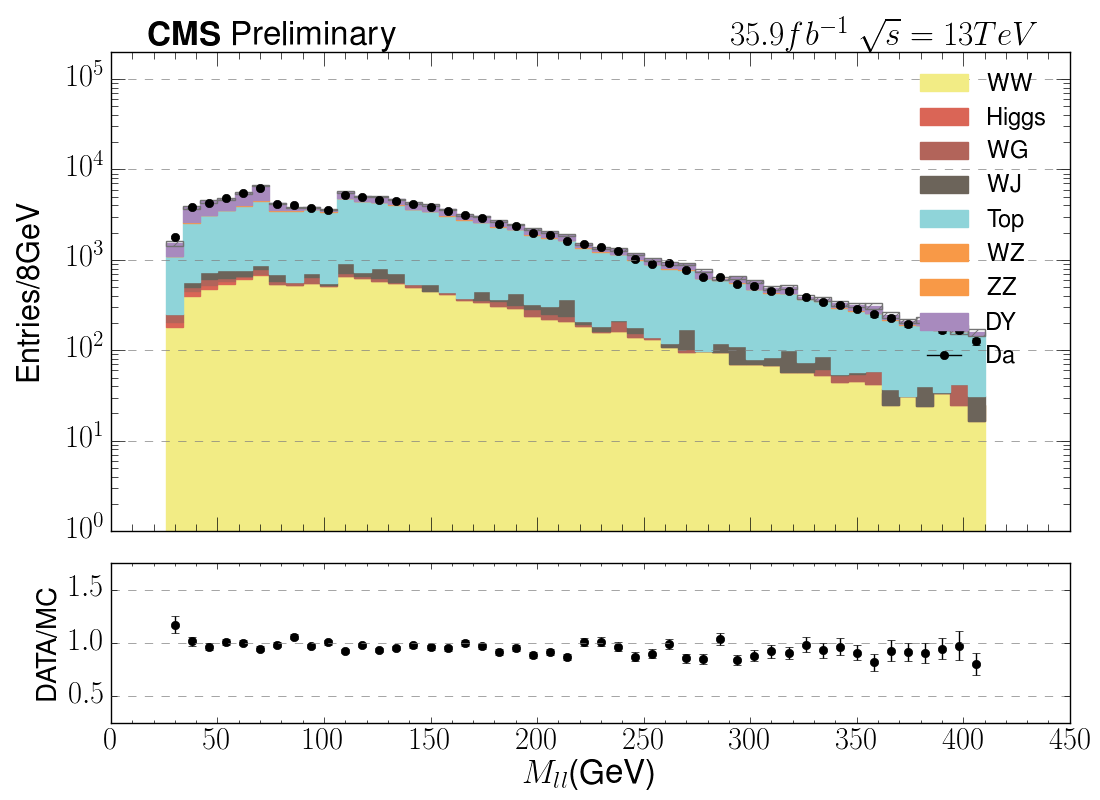 CMS Preliminary
35.9fb⁻¹ √s = 13TeV
Entries/8GeV
10⁵
10⁴
10³
10²
10¹
10⁰
WW
Higgs
WG
WJ
Top
WZ
ZZ
DY
Da
DATA/MC
1.5
1.0
0.5
0 50 100 150 200 250 300 350 400 450
M_{ll}(GeV)